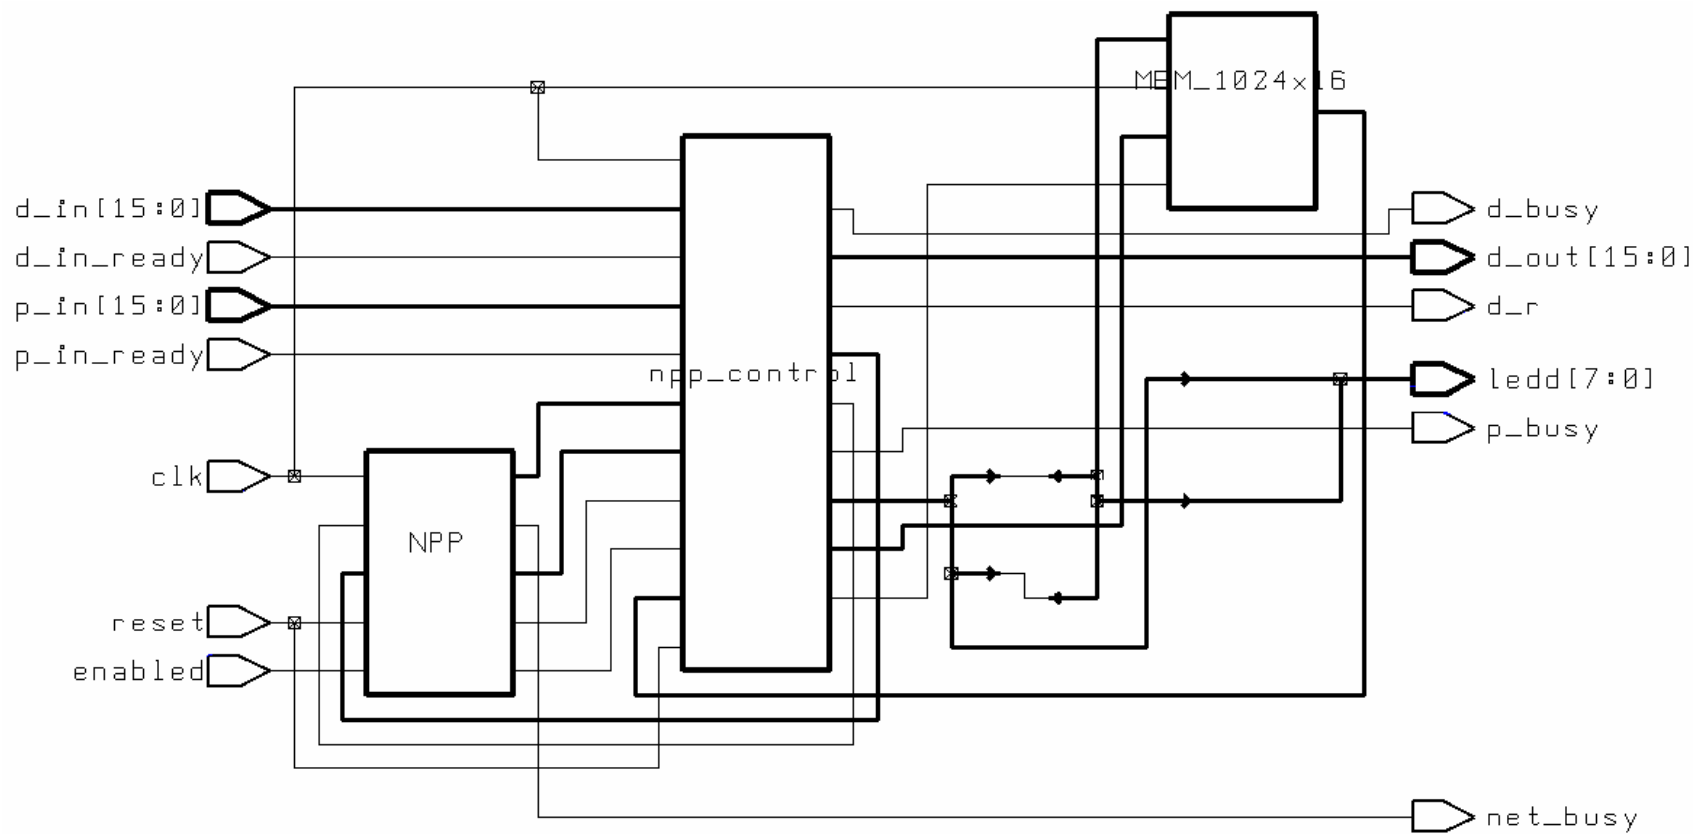 MEM_1024x16
d_in[15:0]
d_busy
d_in_ready
d_out[15:0]
p_in[15:0]
d_r
p_in_ready
npp_control
ledd[7:0]
p_busy
clk
NPP
reset
enabled
net_busy